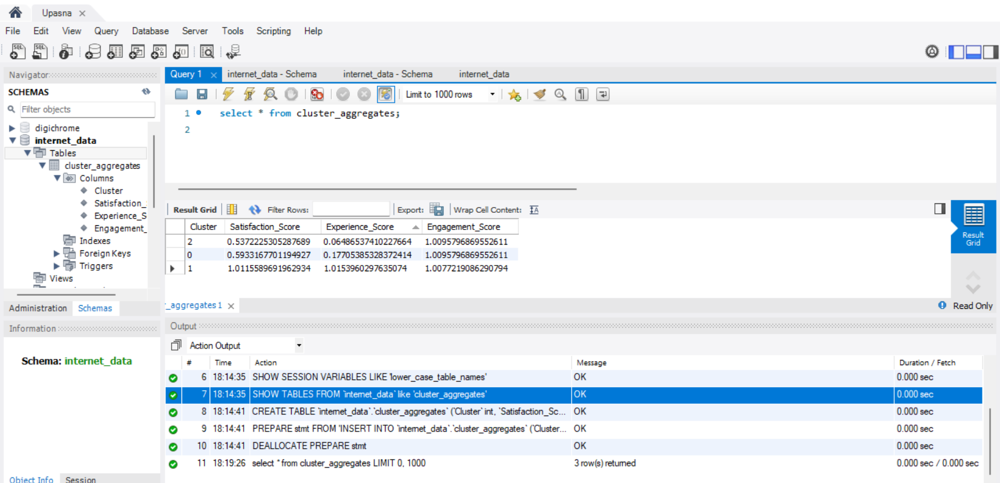 Upasna
File Edit View Query Database Server Tools Scripting Help
Navigator
SCHEMAS
Filter objects
digichrome
internet_data
Tables
cluster_aggregates
Columns
Cluster
Satisfaction_
Experience_S
Engagement_
Indexes
Foreign Keys
Triggers
Views
Administration Schemas
Information
Schema: internet_data
Object Info Session
Query 1 internet_data - Schema internet_data - Schema internet_data
Limit to 1000 rows
1 select * from cluster_aggregates;
2
Result Grid Filter Rows: Export: Wrap Cell Content:
Cluster Satisfaction_Score Experience_Score Engagement_Score
2 0.5372225305287689 0.06486537410227664 1.0095796869552611
0 0.5933167701194927 0.17705385328372414 1.0095796869552611
1 1.0115589691962934 1.0153960297635074 1.0077219086290794
Result
Grid
_aggregates 1
Read Only
Output
Action Output
# Time Action Message Duration / Fetch
6 18:14:35 SHOW SESSION VARIABLES LIKE 'lower_case_table_names' OK 0.000 sec
7 18:14:35 SHOW TABLES FROM `internet_data` like 'cluster_aggregates' OK 0.000 sec
8 18:14:41 CREATE TABLE `internet_data`.`cluster_aggregates` (`Cluster` int, `Satisfaction_Sc... OK 0.000 sec
9 18:14:41 PREPARE stmt FROM 'INSERT INTO `internet_data`.`cluster_aggregates` (`Cluster... OK 0.000 sec
10 18:14:41 DEALLOCATE PREPARE stmt OK 0.000 sec
11 18:19:26 select * from cluster_aggregates LIMIT 0, 1000 3 row(s) returned 0.000 sec / 0.000 sec